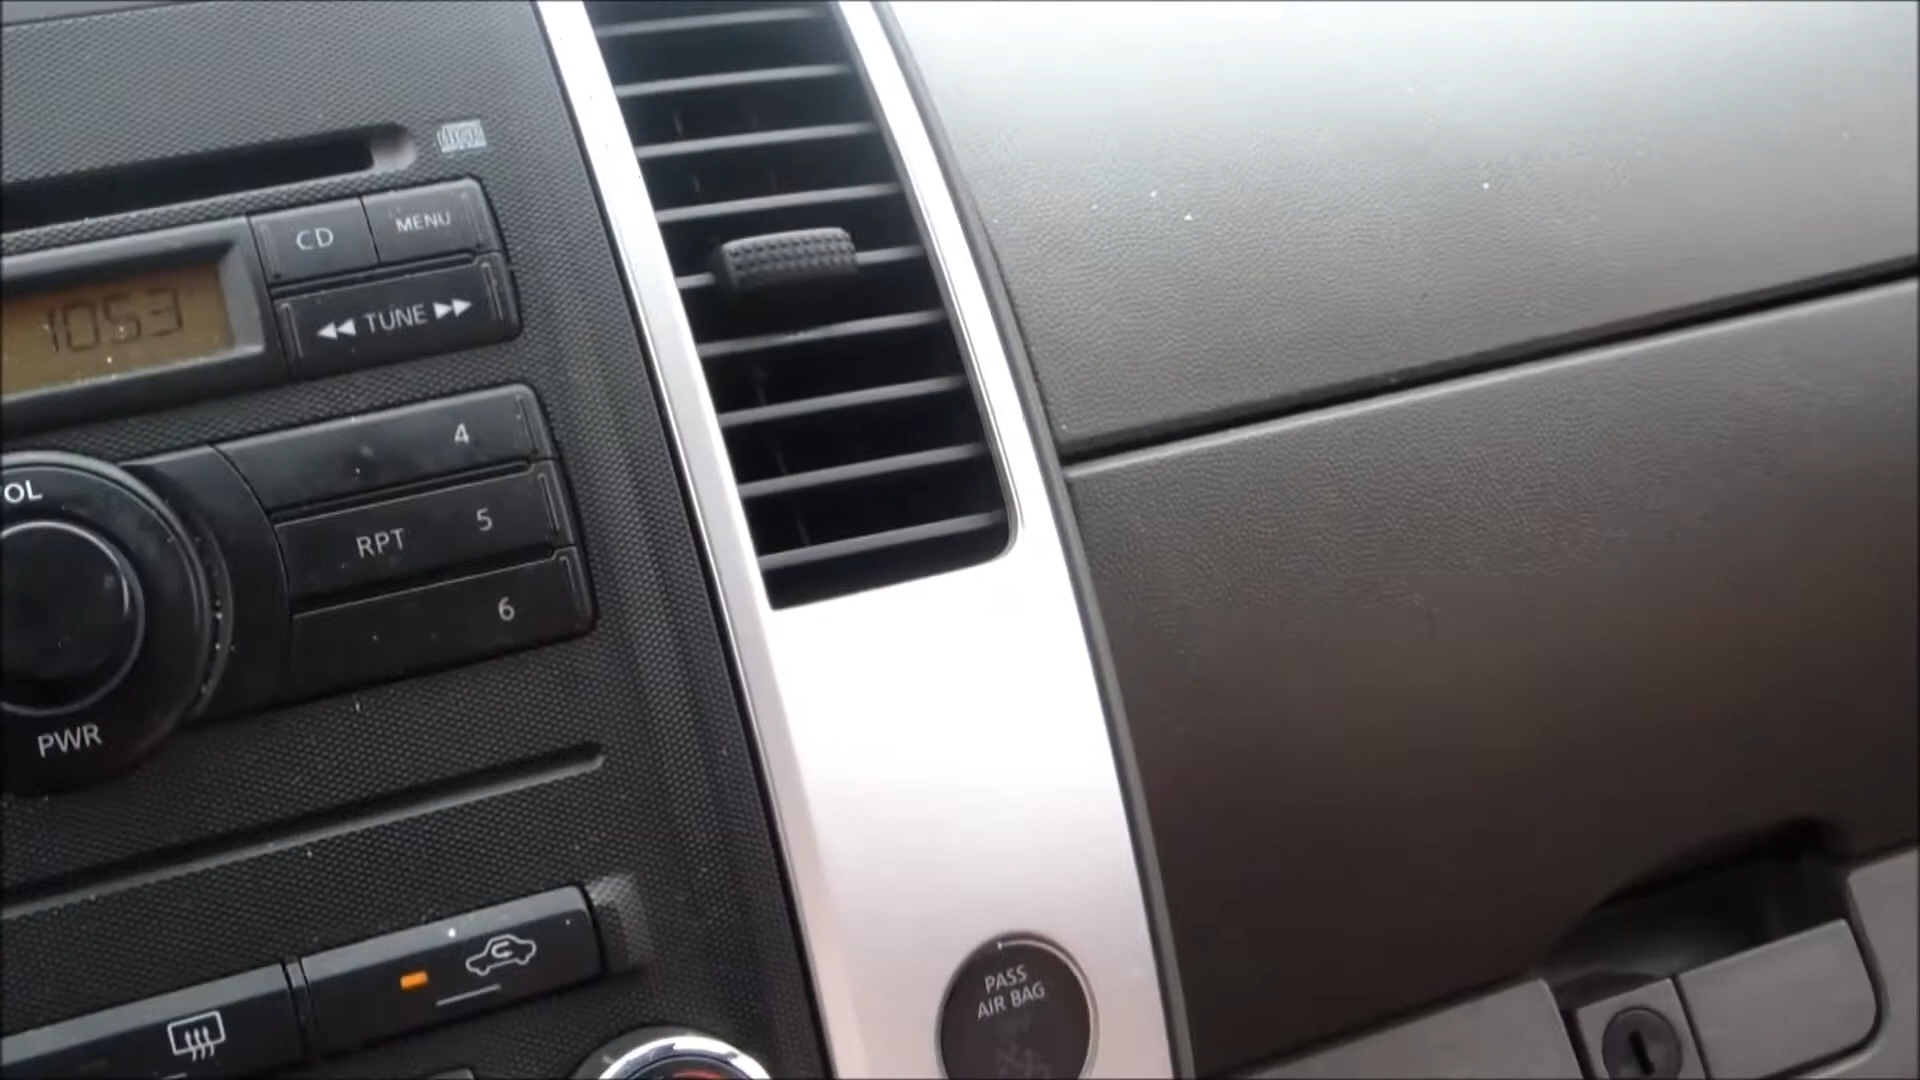 CD
MENU
1053
◀◀ TUNE ▶▶
4
OL
RPT 5
6
PWR
PASS
AIR BAG